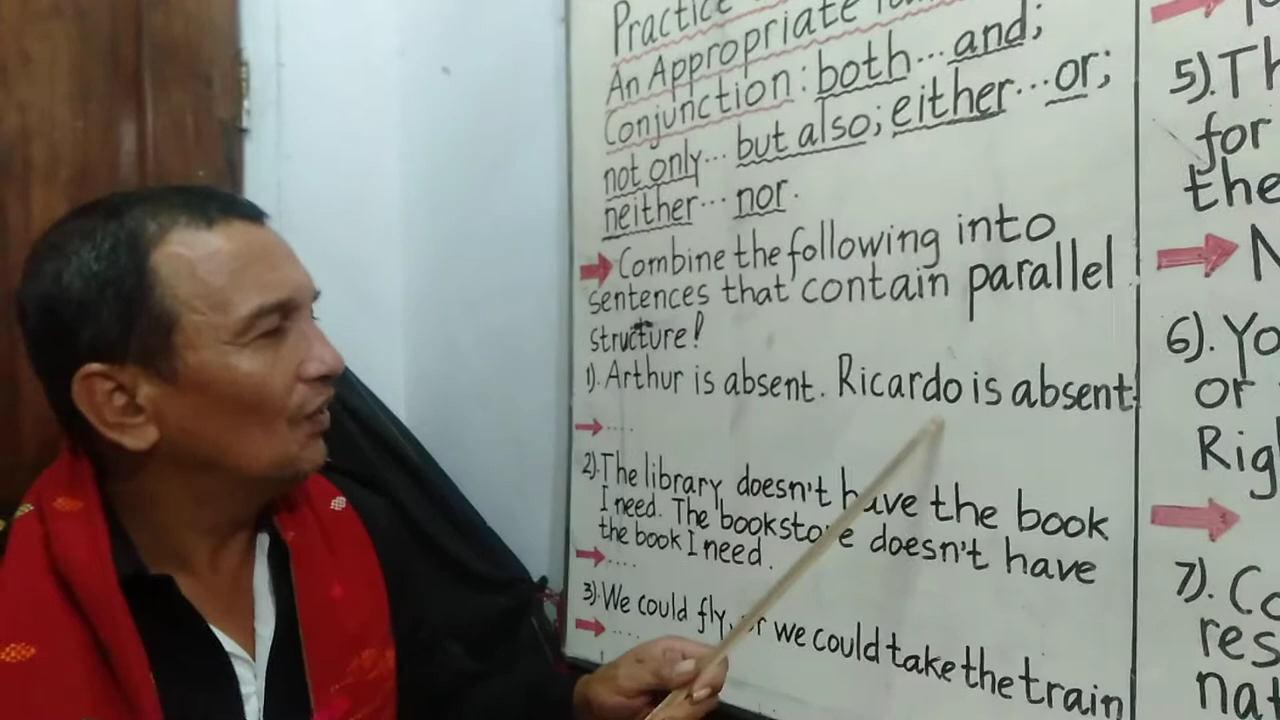 Practice
An Appropriate
Conjunction: both... and;
not only... but also; either... or;
neither... nor.
Combine the following into
sentences that contain parallel
structure!
1). Arthur is absent. Ricardo is absent.
.....
2). The library doesn't have the book
I need. The bookstore doesn't have
the book I need.
.....
3). We could fly, or we could take the train
....
5). Th
for
the
N
6). Yo
or
Rig
7). Co
res
nat